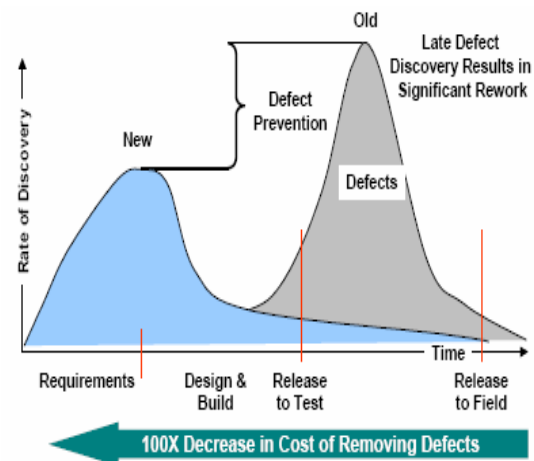 Old
Late Defect
Discovery Results in
Significant Rework
Defect
Prevention
New
Defects
Rate of Discovery
Time
Requirements
Design &
Build
Release
to Test
Release
to Field
100X Decrease in Cost of Removing Defects